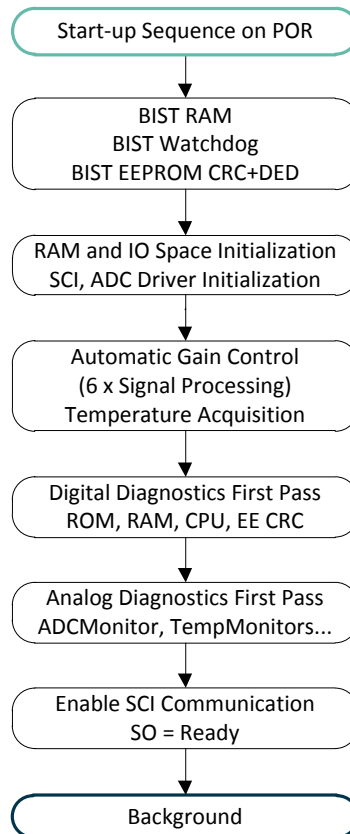 Start-up Sequence on POR
BIST RAM
BIST Watchdog
BIST EEPROM CRC+DED
RAM and IO Space Initialization
SCI, ADC Driver Initialization
Automatic Gain Control
(6 x Signal Processing)
Temperature Acquisition
Digital Diagnostics First Pass
ROM, RAM, CPU, EE CRC
Analog Diagnostics First Pass
ADCMonitor, TempMonitors...
Enable SCI Communication
SO = Ready
Background